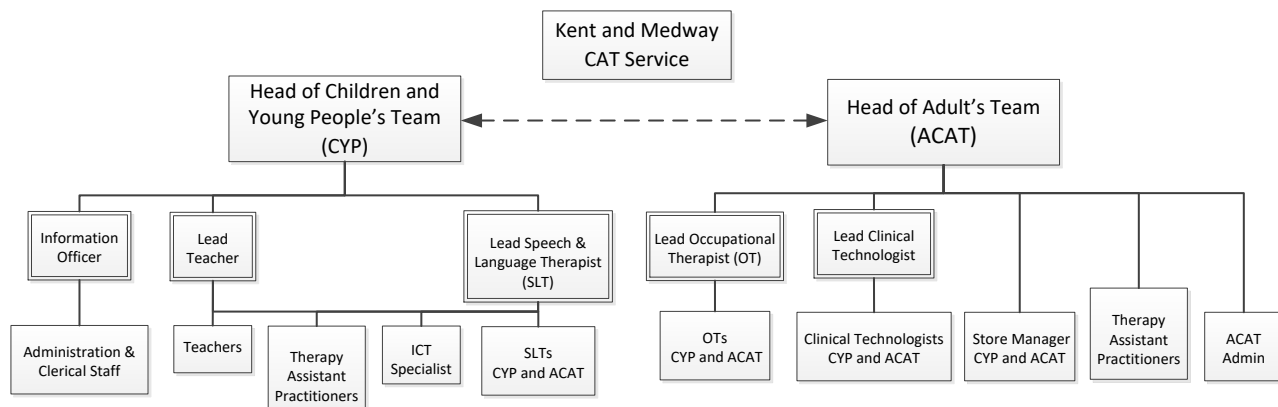 Kent and Medway
CAT Service
Head of Children and
Young People's Team
(CYP)
Head of Adult's Team
(ACAT)
Information
Officer
Lead
Teacher
Lead Speech &
Language Therapist
(SLT)
Lead Occupational
Therapist (OT)
Lead Clinical
Technologist
Administration &
Clerical Staff
Teachers
Therapy
Assistant
Practitioners
ICT
Specialist
SLTs
CYP and ACAT
OTs
CYP and ACAT
Clinical Technologists
CYP and ACAT
Store Manager
CYP and ACAT
Therapy
Assistant
Practitioners
ACAT
Admin